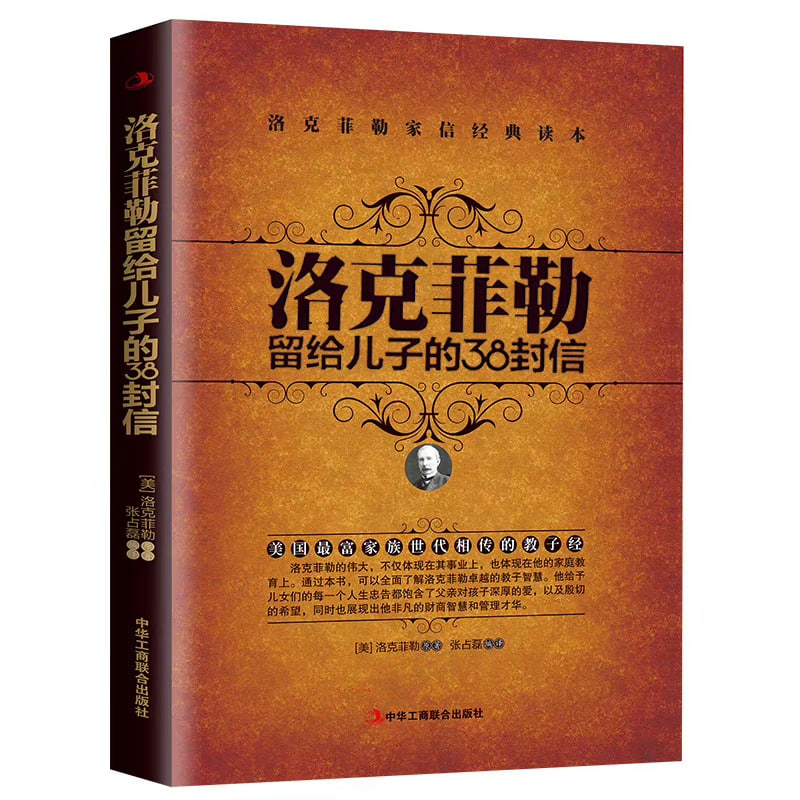 洛克菲勒留给儿子的38封信
[美]洛克菲勒 原著
张占磊 编译
中华工商联合出版社
洛克菲勒家信经典读本
洛克菲勒
留给儿子的38封信
美国最富家族世代相传的教子经
洛克菲勒的伟大，不仅体现在其事业上，也体现在他的家庭教
育上。通过本书，可以全面了解洛克菲勒卓越的教子智慧。他给予
儿女们的每一个人生忠告都饱含了父亲对孩子深厚的爱，以及殷切
的希望，同时也展现出他非凡的财商智慧和管理才华。
[美]洛克菲勒 原著 张占磊 编译
中华工商联合出版社